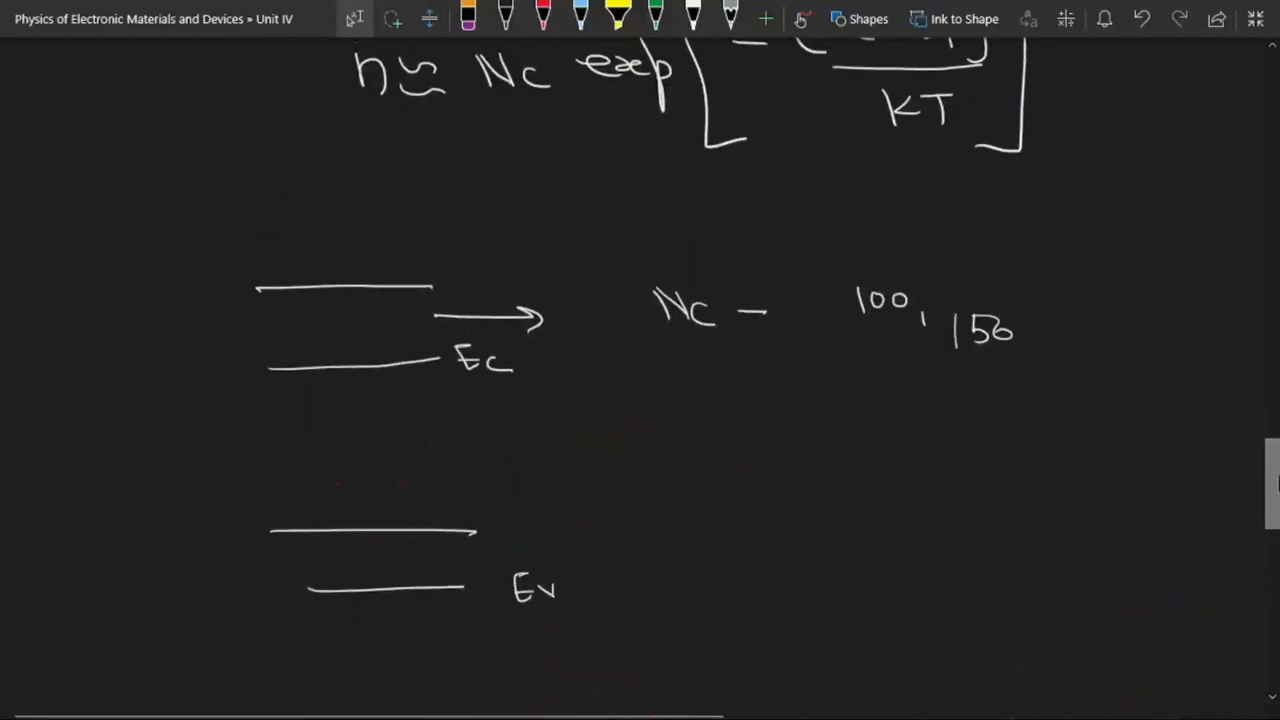 Physics of Electronic Materials and Devices » Unit IV
Shapes
Ink to Shape
n ≃ Nc exp [ – ( 
KT
Nc – 100, 150
Ec
Ev